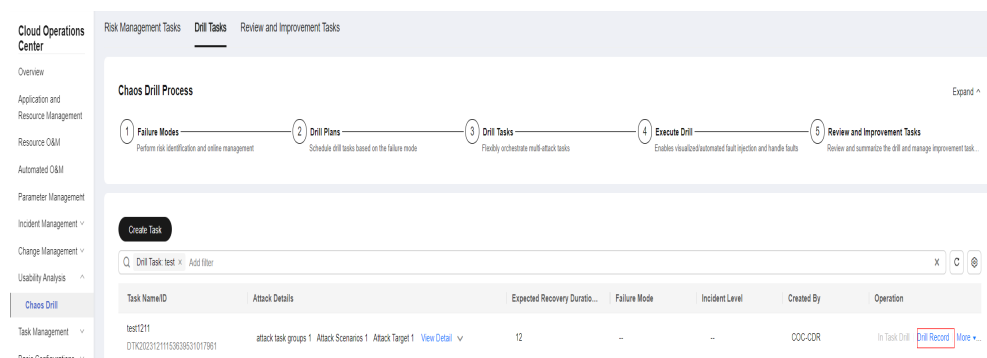 Cloud Operations Center
Risk Management Tasks Drill Tasks Review and Improvement Tasks
Overview
Application and Resource Management
Resource O&M
Automated O&M
Parameter Management
Incident Management
Change Management
Usability Analysis
Chaos Drill
Task Management
Chaos Drill Process
Expand
1 Failure Modes
Perform risk identification and online management
2 Drill Plans
Schedule drill tasks based on the failure mode
3 Drill Tasks
Flexibly orchestrate multi-attack tasks
4 Execute Drill
Enables visualized/automated fault injection and handle faults
5 Review and Improvement Tasks
Review and summarize the drill and manage improvement task...
Create Task
Drill Task: test × Add filter
Task Name/ID Attack Details Expected Recovery Duratio... Failure Mode Incident Level Created By Operation
test1211
DTK20231211153639531017961
attack task groups 1 Attack Scenarios 1 Attack Target 1 View Detail
12 -- -- COC-CDR In Task Drill Drill Record More